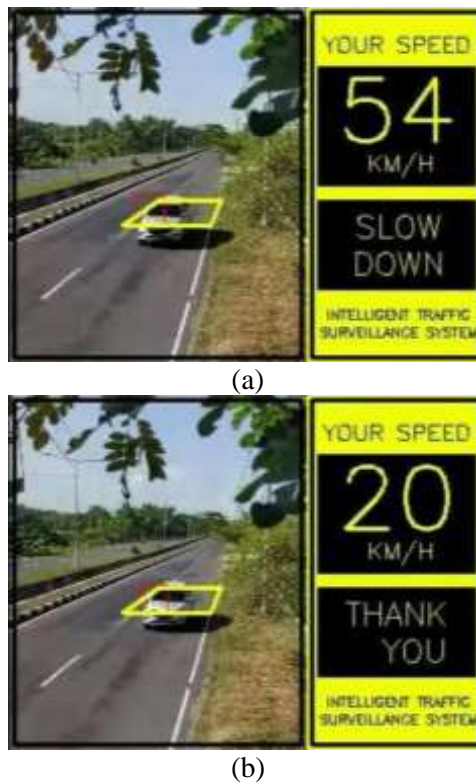 YOUR SPEED
54
KM/H
SLOW
DOWN
INTELLIGENT TRAFFIC
SURVEILLANCE SYSTEM
(a)
YOUR SPEED
20
KM/H
THANK
YOU
INTELLIGENT TRAFFIC
SURVEILLANCE SYSTEM
(b)